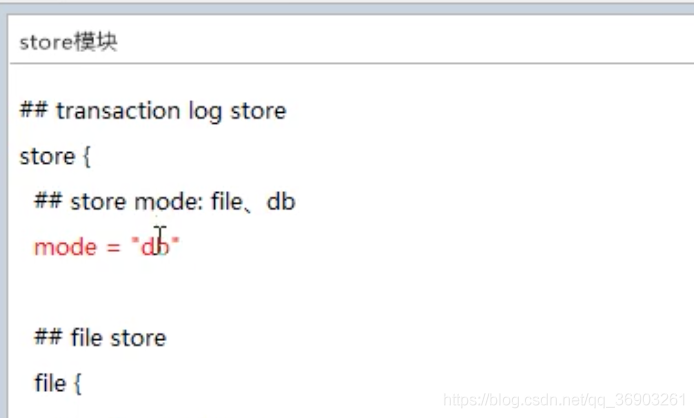 store模块
## transaction log store
store {
## store mode: file、db
mode = "db"
## file store
file {
https://blog.csdn.net/qq_36903261